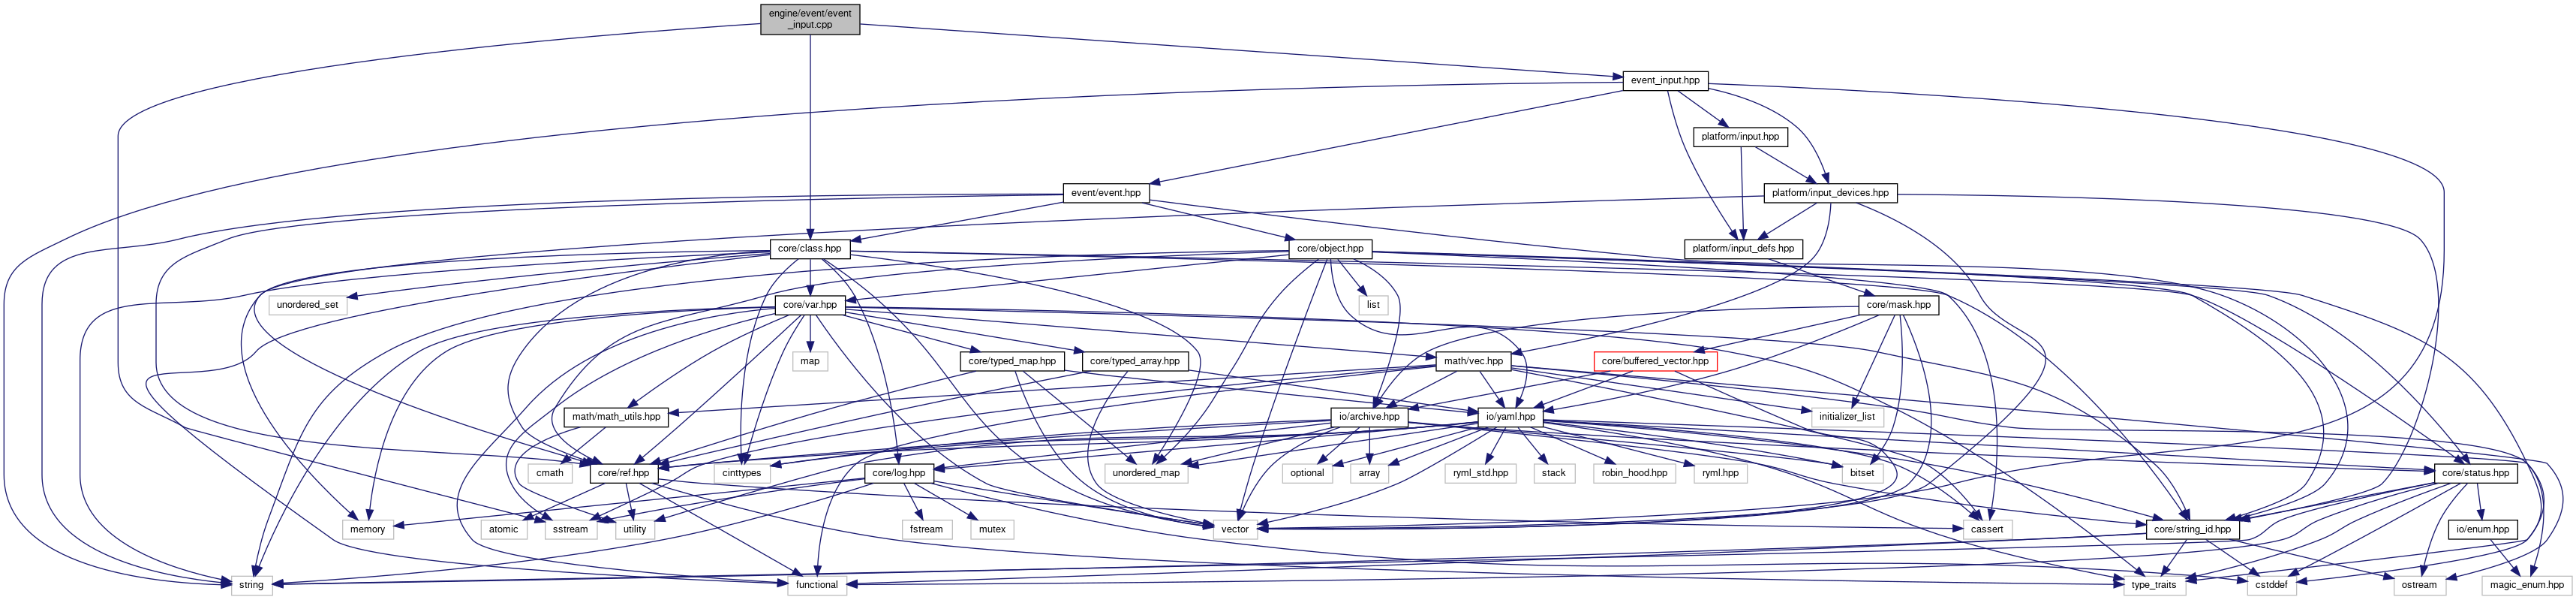 engine/event/event
_input.cpp
event_input.hpp
platform/input.hpp
event/event.hpp
platform/input_devices.hpp
core/class.hpp
core/object.hpp
platform/input_defs.hpp
unordered_set
core/var.hpp
list
core/mask.hpp
map
core/typed_map.hpp
core/typed_array.hpp
math/vec.hpp
core/buffered_vector.hpp
math/math_utils.hpp
io/archive.hpp
io/yaml.hpp
initializer_list
cmath
core/ref.hpp
cinttypes
core/log.hpp
unordered_map
optional
array
ryml_std.hpp
stack
robin_hood.hpp
ryml.hpp
bitset
core/status.hpp
memory
atomic
sstream
utility
fstream
mutex
vector
cassert
core/string_id.hpp
io/enum.hpp
string
functional
type_traits
cstddef
ostream
magic_enum.hpp